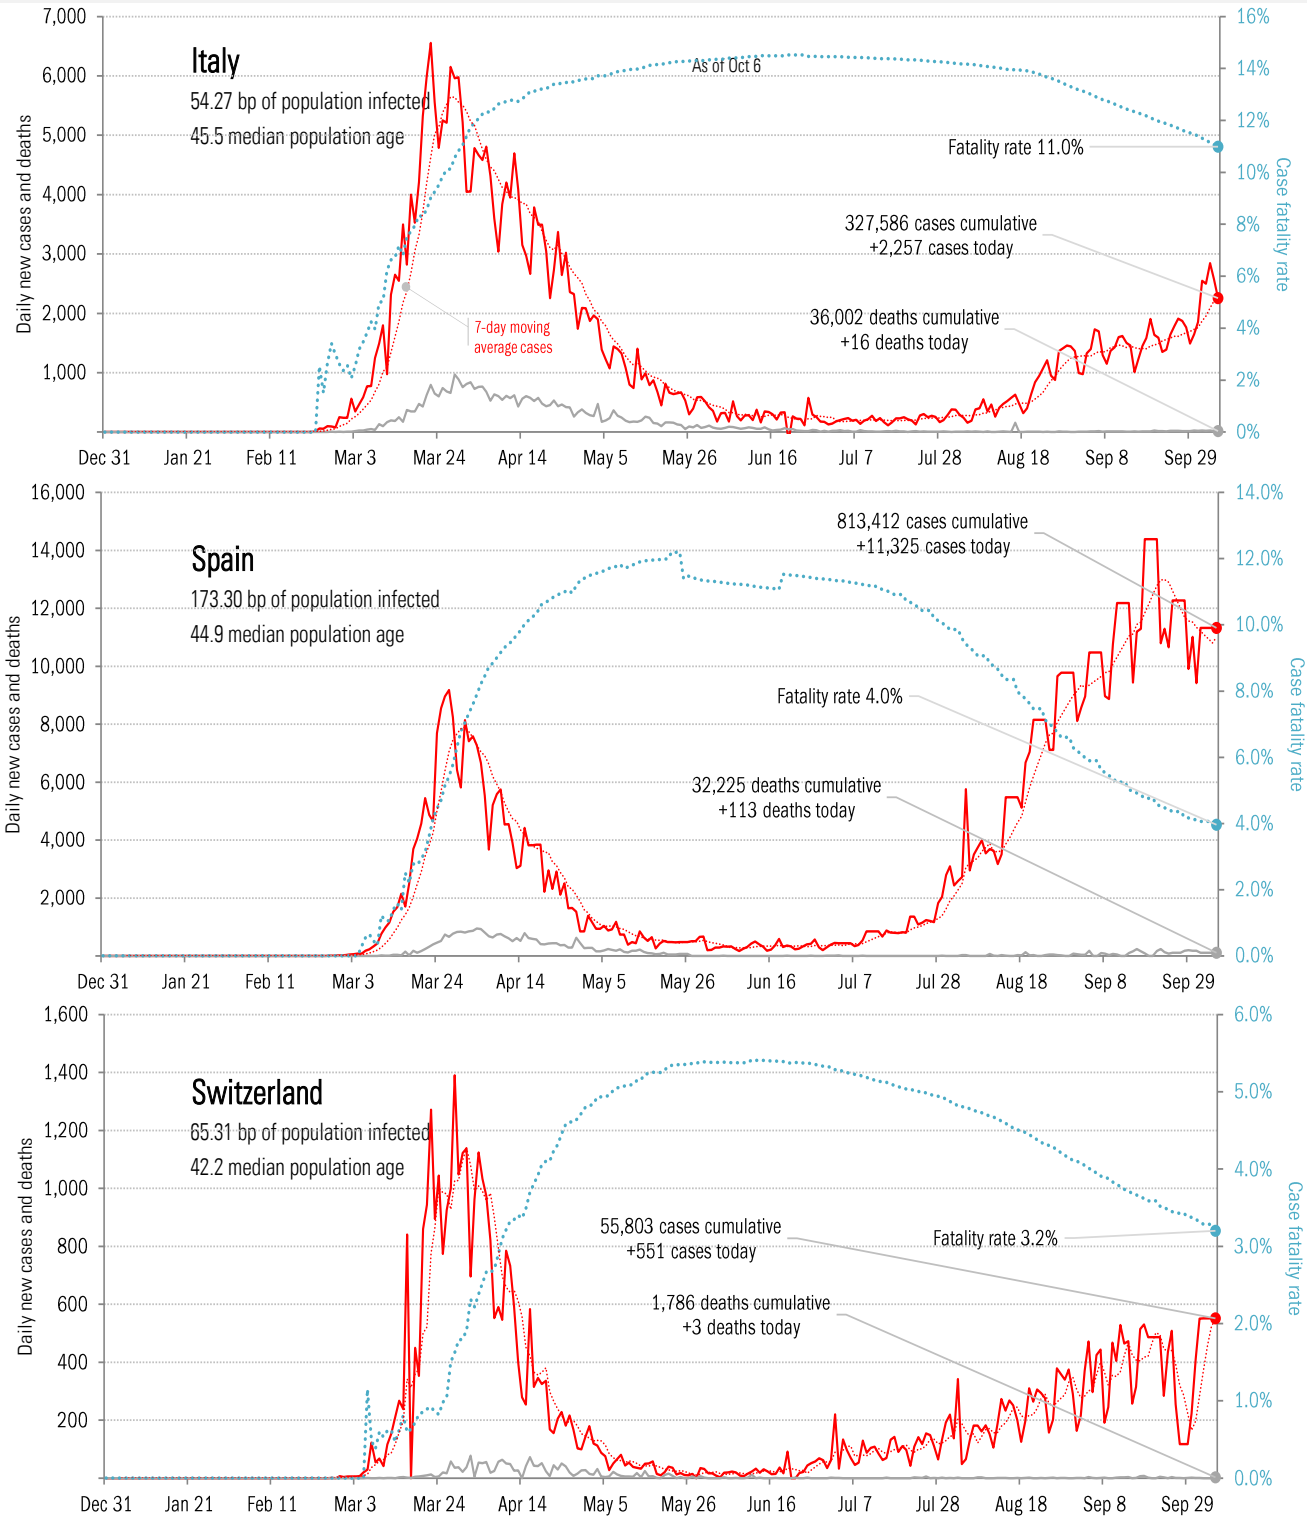 7,000
6,000
5,000
4,000
3,000
2,000
1,000
Daily new cases and deaths
Italy
54.27 bp of population infected
45.5 median population age
As of Oct 6
Fatality rate 11.0%
327,586 cases cumulative
+2,257 cases today
36,002 deaths cumulative
+16 deaths today
7-day moving
average cases
16%
14%
12%
10%
8%
6%
4%
2%
0%
Case fatality rate
Dec 31 Jan 21 Feb 11 Mar 3 Mar 24 Apr 14 May 5 May 26 Jun 16 Jul 7 Jul 28 Aug 18 Sep 8 Sep 29
16,000
14,000
12,000
10,000
8,000
6,000
4,000
2,000
Daily new cases and deaths
Spain
173.30 bp of population infected
44.9 median population age
813,412 cases cumulative
+11,325 cases today
Fatality rate 4.0%
32,225 deaths cumulative
+113 deaths today
14.0%
12.0%
10.0%
8.0%
6.0%
4.0%
2.0%
0.0%
Case fatality rate
Dec 31 Jan 21 Feb 11 Mar 3 Mar 24 Apr 14 May 5 May 26 Jun 16 Jul 7 Jul 28 Aug 18 Sep 8 Sep 29
1,600
1,400
1,200
1,000
800
600
400
200
Daily new cases and deaths
Switzerland
65.31 bp of population infected
42.2 median population age
55,803 cases cumulative
+551 cases today
Fatality rate 3.2%
1,786 deaths cumulative
+3 deaths today
6.0%
5.0%
4.0%
3.0%
2.0%
1.0%
0.0%
Case fatality rate
Dec 31 Jan 21 Feb 11 Mar 3 Mar 24 Apr 14 May 5 May 26 Jun 16 Jul 7 Jul 28 Aug 18 Sep 8 Sep 29